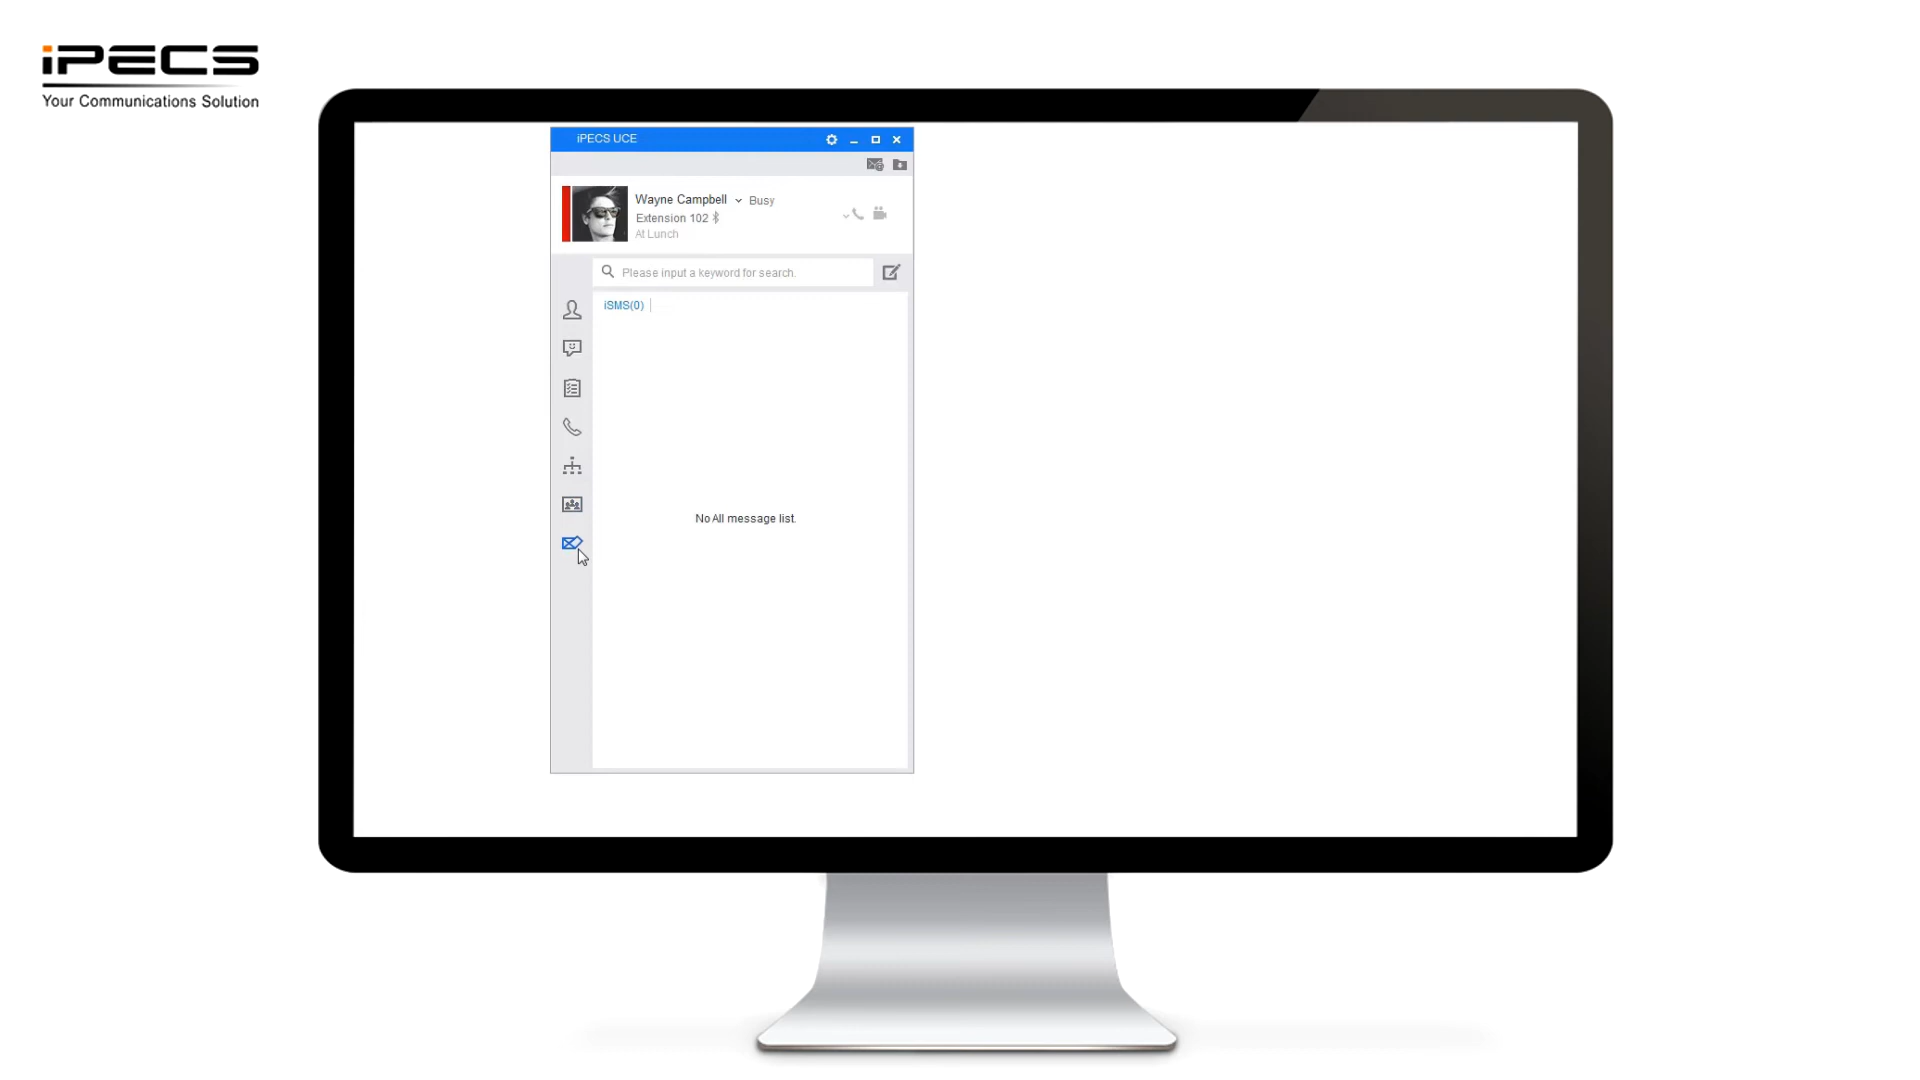 iPECS
Your Communications Solution
iPECS UCE
Wayne Campbell Busy
Extension 102
At Lunch
Please input a keyword for search.
iSMS(0)
No All message list.